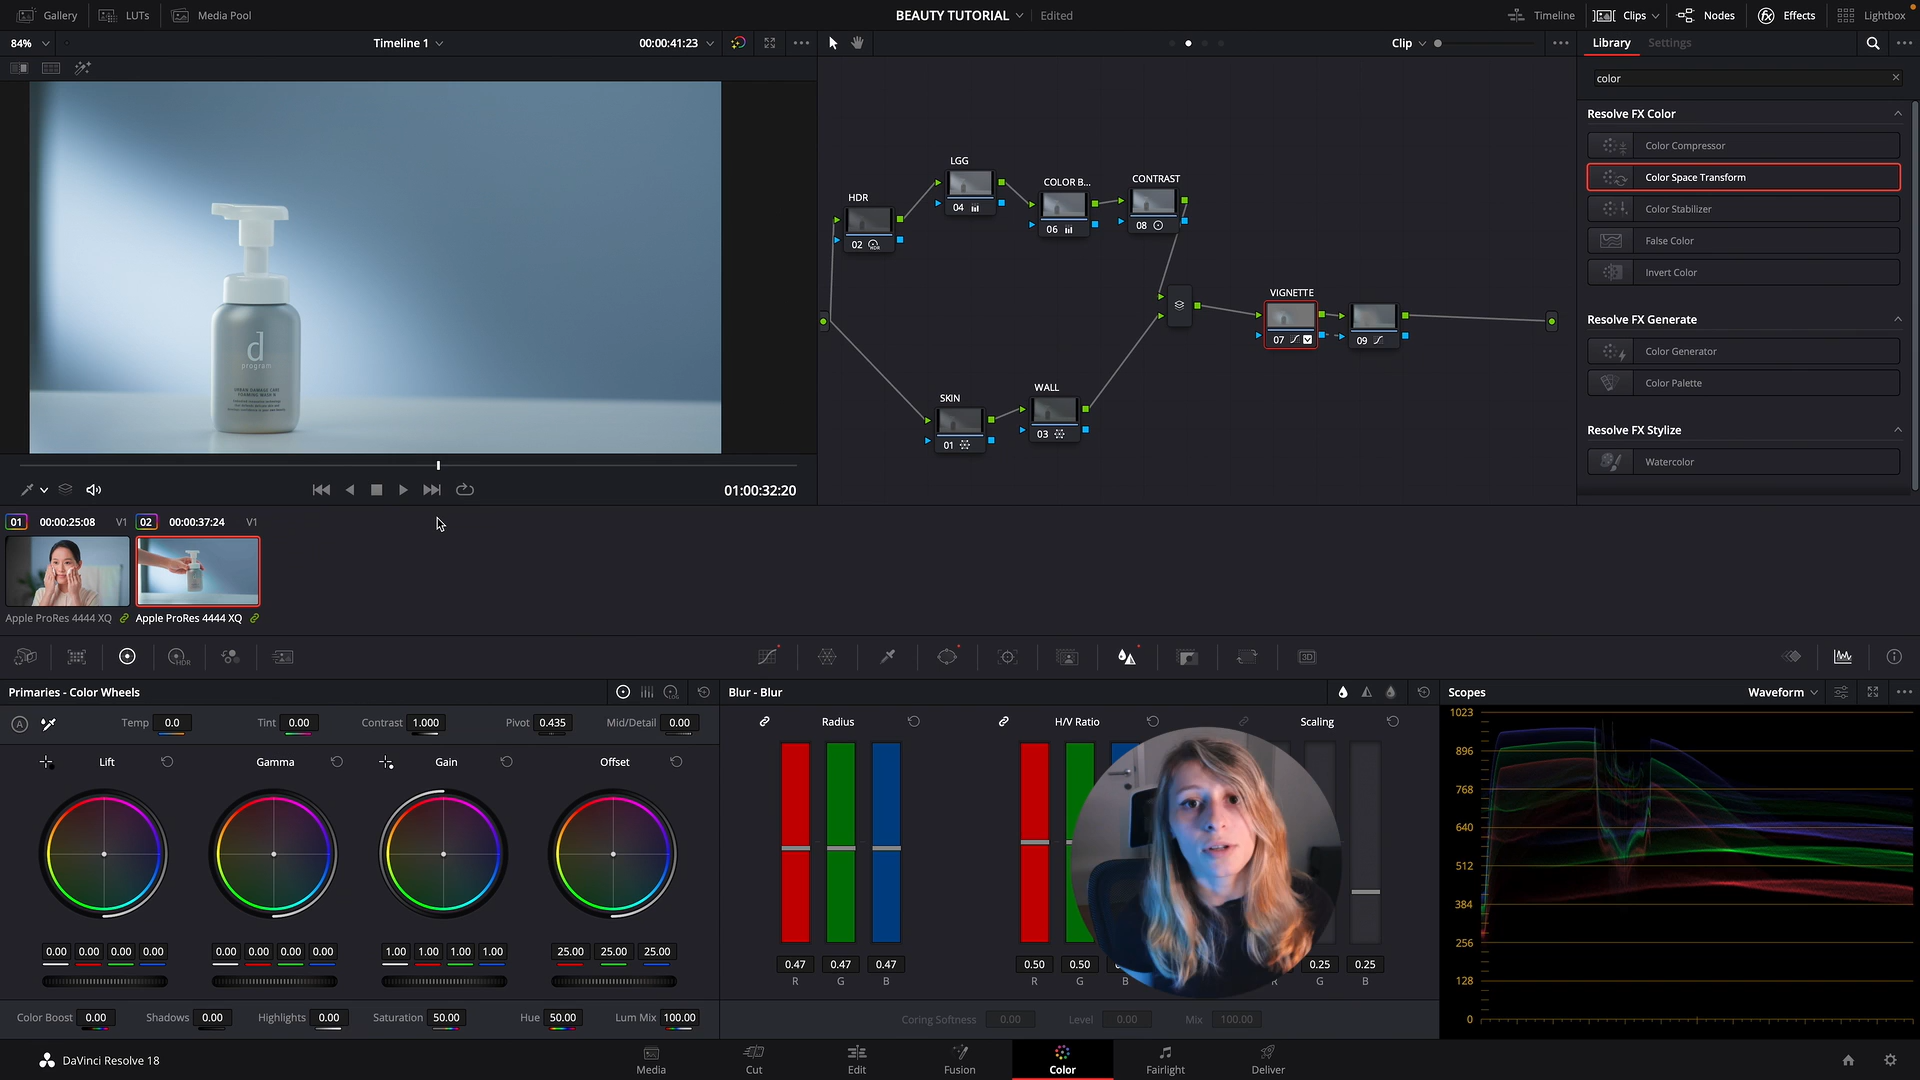 Gallery LUTs Media Pool BEAUTY TUTORIAL Edited Timeline Clips Nodes Effects Lightbox
84% Timeline 1 00:00:41:23 Clip Library Settings
color
Resolve FX Color
Color Compressor
Color Space Transform
Color Stabilizer
False Color
Invert Color
Resolve FX Generate
Color Generator
Color Palette
Resolve FX Stylize
Watercolor
d
program
URBAN DAMAGE CARE
FOAMING WASH
LGG
04
COLOR B...
06
CONTRAST
08
HDR
02 HDR
VIGNETTE
07
09
SKIN
01
WALL
03
01:00:32:20
01 00:00:25:08 V1 02 00:00:37:24 V1
Apple ProRes 4444 XQ Apple ProRes 4444 XQ
HDR 3D
Primaries - Color Wheels LOG Blur - Blur Scopes Waveform
A Temp 0.0 Tint 0.00 Contrast 1.000 Pivot 0.435 Mid/Detail 0.00
Radius H/V Ratio Scaling
Lift Gamma Gain Offset
0.00 0.00 0.00 0.00 0.00 0.00 0.00 0.00 1.00 1.00 1.00 1.00 25.00 25.00 25.00
0.47 0.47 0.47 0.50 0.50 0.25 0.25
R G B R G B R G B
Color Boost 0.00 Shadows 0.00 Highlights 0.00 Saturation 50.00 Hue 50.00 Lum Mix 100.00
Coring Softness 0.00 Level 0.00 Mix 100.00
1023
896
768
640
512
384
256
128
0
DaVinci Resolve 18 Media Cut Edit Fusion Color Fairlight Deliver